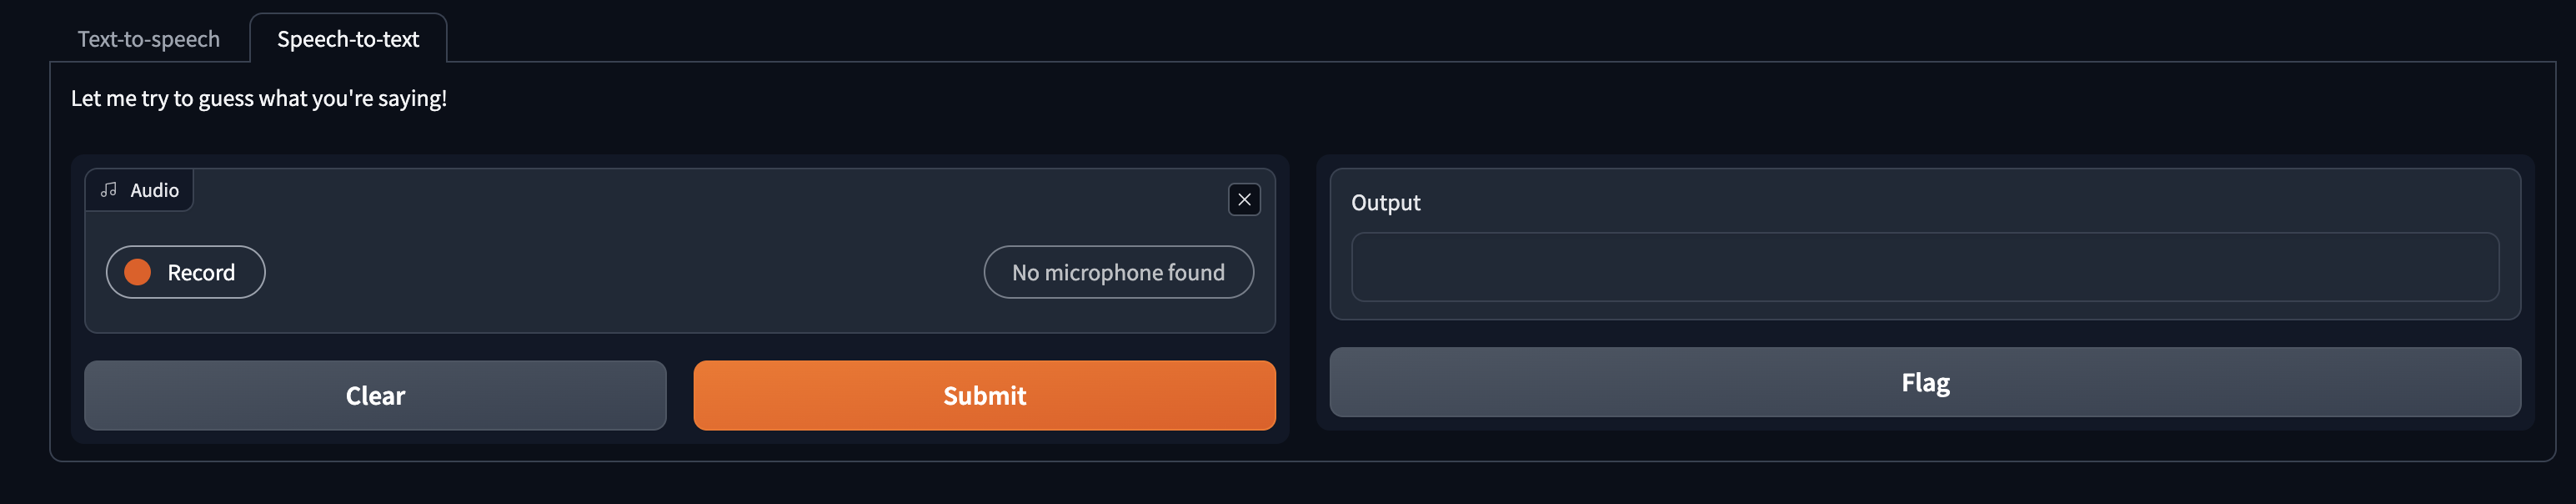 Text-to-speech
Speech-to-text
Let me try to guess what you're saying!
Audio
Record
No microphone found
Clear
Submit
Output
Flag